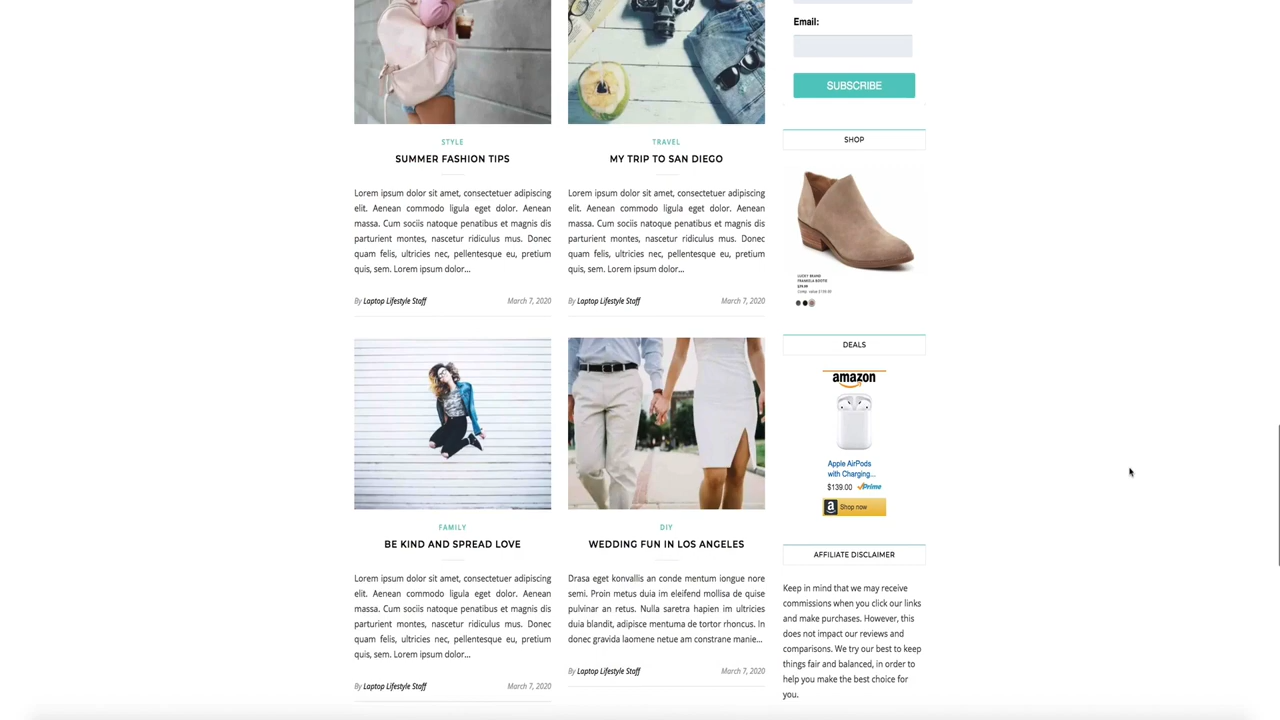 STYLE
SUMMER FASHION TIPS
Lorem ipsum dolor sit amet, consectetuer adipiscing
elit. Aenean commodo ligula eget dolor. Aenean
massa. Cum sociis natoque penatibus et magnis dis
parturient montes, nascetur ridiculus mus. Donec
quam felis, ultricies nec, pellentesque eu, pretium
quis, sem. Lorem ipsum dolor...
By Laptop Lifestyle Staff
March 7, 2020
TRAVEL
MY TRIP TO SAN DIEGO
Lorem ipsum dolor sit amet, consectetuer adipiscing
elit. Aenean commodo ligula eget dolor. Aenean
massa. Cum sociis natoque penatibus et magnis dis
parturient montes, nascetur ridiculus mus. Donec
quam felis, ultricies nec, pellentesque eu, pretium
quis, sem. Lorem ipsum dolor...
By Laptop Lifestyle Staff
March 7, 2020
FAMILY
BE KIND AND SPREAD LOVE
Lorem ipsum dolor sit amet, consectetuer adipiscing
elit. Aenean commodo ligula eget dolor. Aenean
massa. Cum sociis natoque penatibus et magnis dis
parturient montes, nascetur ridiculus mus. Donec
quam felis, ultricies nec, pellentesque eu, pretium
quis, sem. Lorem ipsum dolor...
By Laptop Lifestyle Staff
March 7, 2020
DIY
WEDDING FUN IN LOS ANGELES
Drasa eget konvallis an conde mentum iongue nore
semi. Proin metus duia im eleifend mollisa de quise
pulvinar an retus. Nulla saretra hapien im ultricies
duia blandit, adipisce mentuma de tortor rhoncus. In
donec gravida laomene netue am constrane manie...
By Laptop Lifestyle Staff
March 7, 2020
Email:
SUBSCRIBE
SHOP
LUCKY BRAND
FRANKELA BOOTIE
Comp. value $199.00
DEALS
amazon
Apple AirPods
with Charging...
$139.00 Prime
a Shop now
AFFILIATE DISCLAIMER
Keep in mind that we may receive
commissions when you click our links
and make purchases. However, this
does not impact our reviews and
comparisons. We try our best to keep
things fair and balanced, in order to
help you make the best choice for
you.